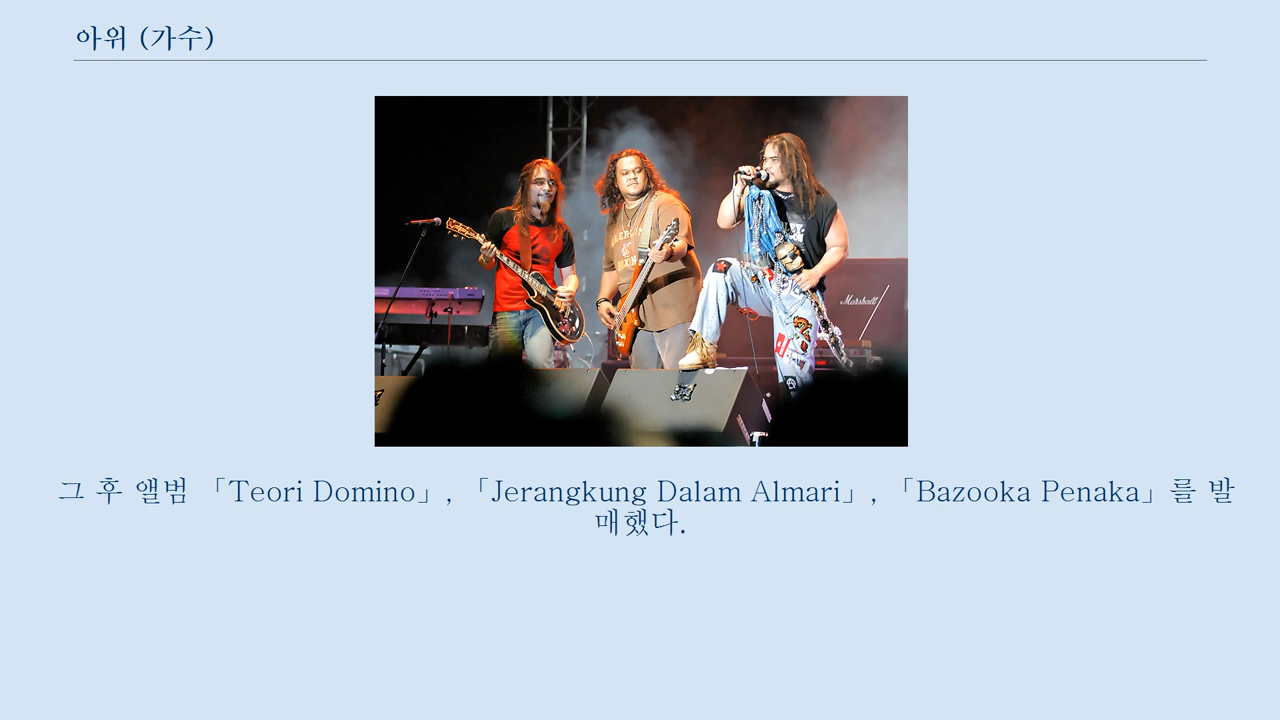 아위 (가수)
Marshall
그 후 앨범 「Teori Domino」, 「Jerangkung Dalam Almari」, 「Bazooka Penaka」를 발
매했다.